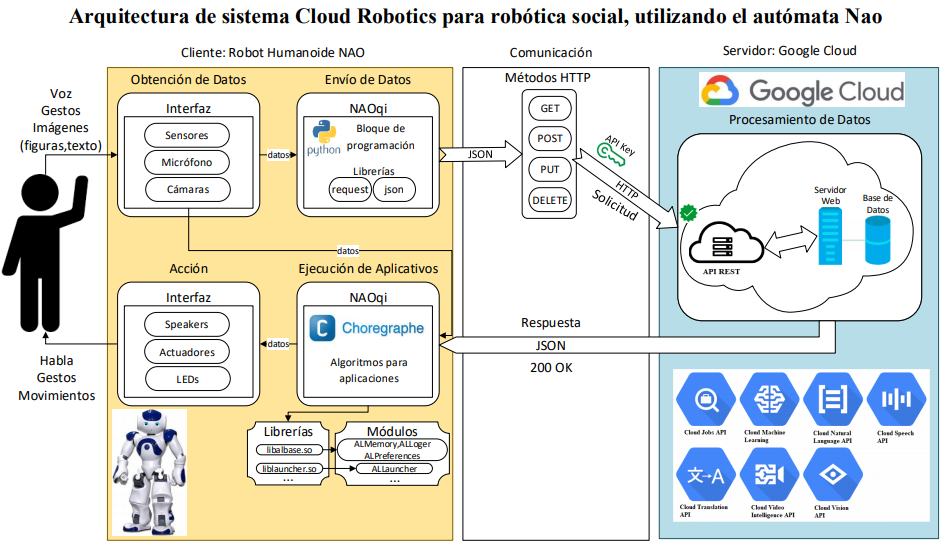 Arquitectura de sistema Cloud Robotics para robótica social, utilizando el autómata Nao
Cliente: Robot Humanoide NAO
Comunicación
Servidor: Google Cloud
Voz
Gestos
Imágenes
(figuras,texto)
Obtención de Datos
Interfaz
Sensores
Micrófono
Cámaras
datos
Envío de Datos
NAOqi
python
Bloque de
programación
Librerías
request
json
JSON
Métodos HTTP
GET
POST
PUT
DELETE
API Key
HTTP
Solicitud
Google Cloud
Procesamiento de Datos
Servidor
Web
Base de
Datos
API REST
datos
Acción
Interfaz
Speakers
Actuadores
LEDs
datos
Ejecución de Aplicativos
NAOqi
C
Choregraphe
Algoritmos para
aplicaciones
Respuesta
JSON
200 OK
Habla
Gestos
Movimientos
Librerías
libalbase.so
liblauncher.so
...
Módulos
ALMemory,ALLoger
ALPreferences
ALLauncher
...
Cloud Jobs API
Cloud Machine
Learning
Cloud Natural
Language API
Cloud Speech
API
文→A
Cloud Translation
API
Cloud Video
Intelligence API
Cloud Vision
API